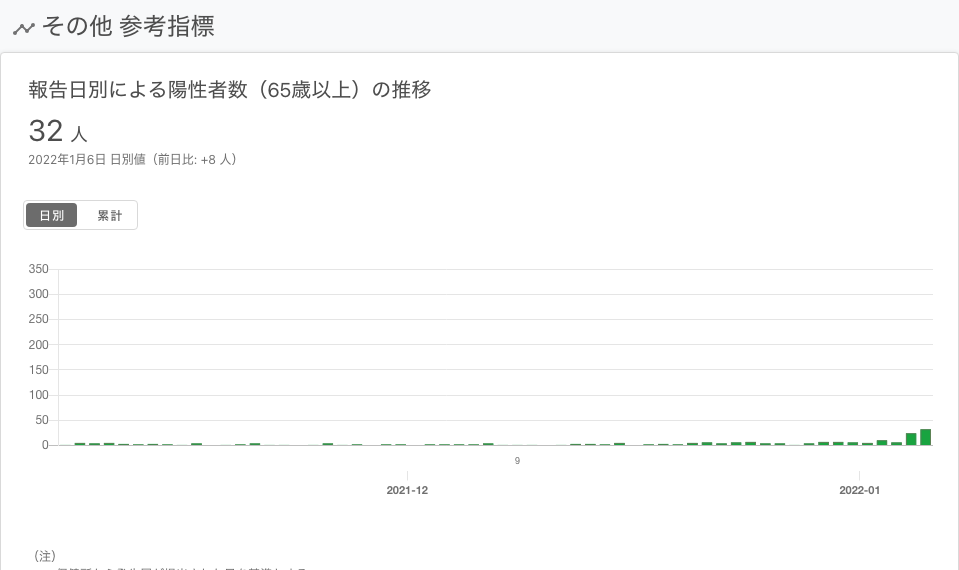 その他 参考指標
報告日別による陽性者数（65歳以上）の推移
32 人
2022年1月6日 日別値（前日比: +8 人）
日別 累計
350
300
250
200
150
100
50
0
9
2021-12 2022-01
（注）